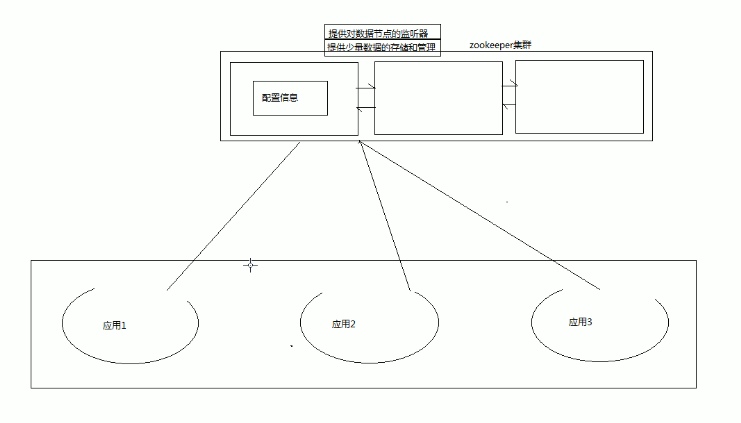 提供对数据节点的监听器
提供少量数据的存储和管理
zookeeper集群
配置信息
应用1
应用2
应用3